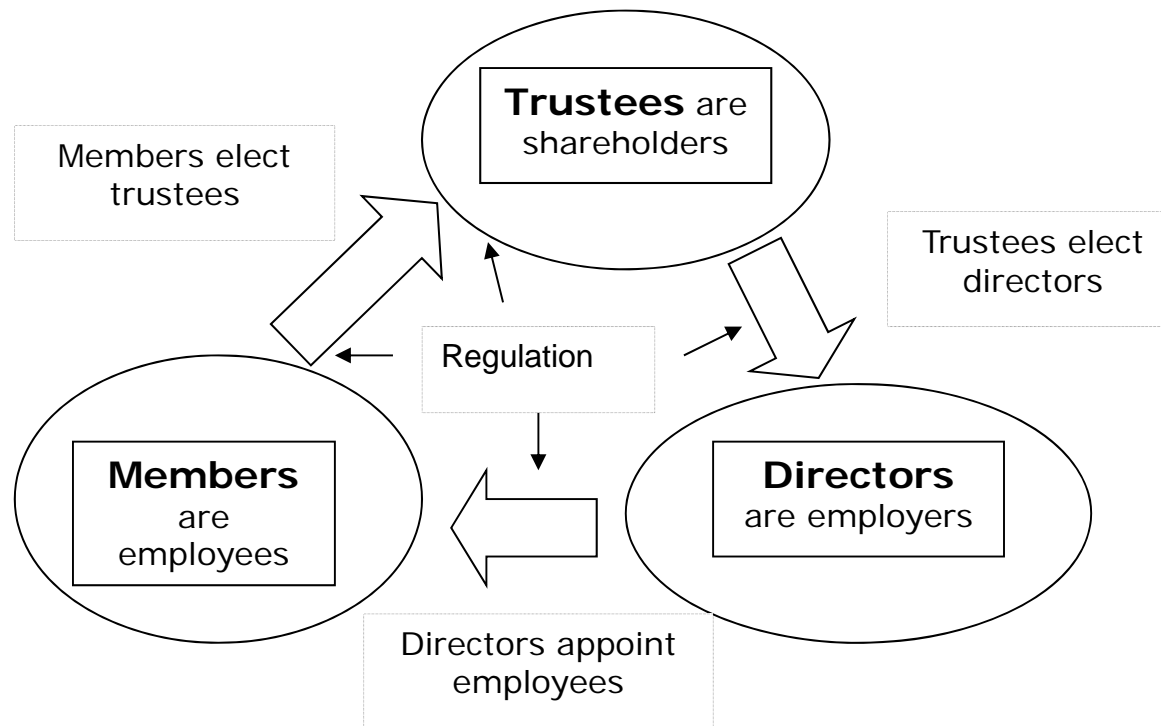 Trustees are
shareholders
Members elect
trustees
Trustees elect
directors
Regulation
Members
are
employees
Directors
are employers
Directors appoint
employees